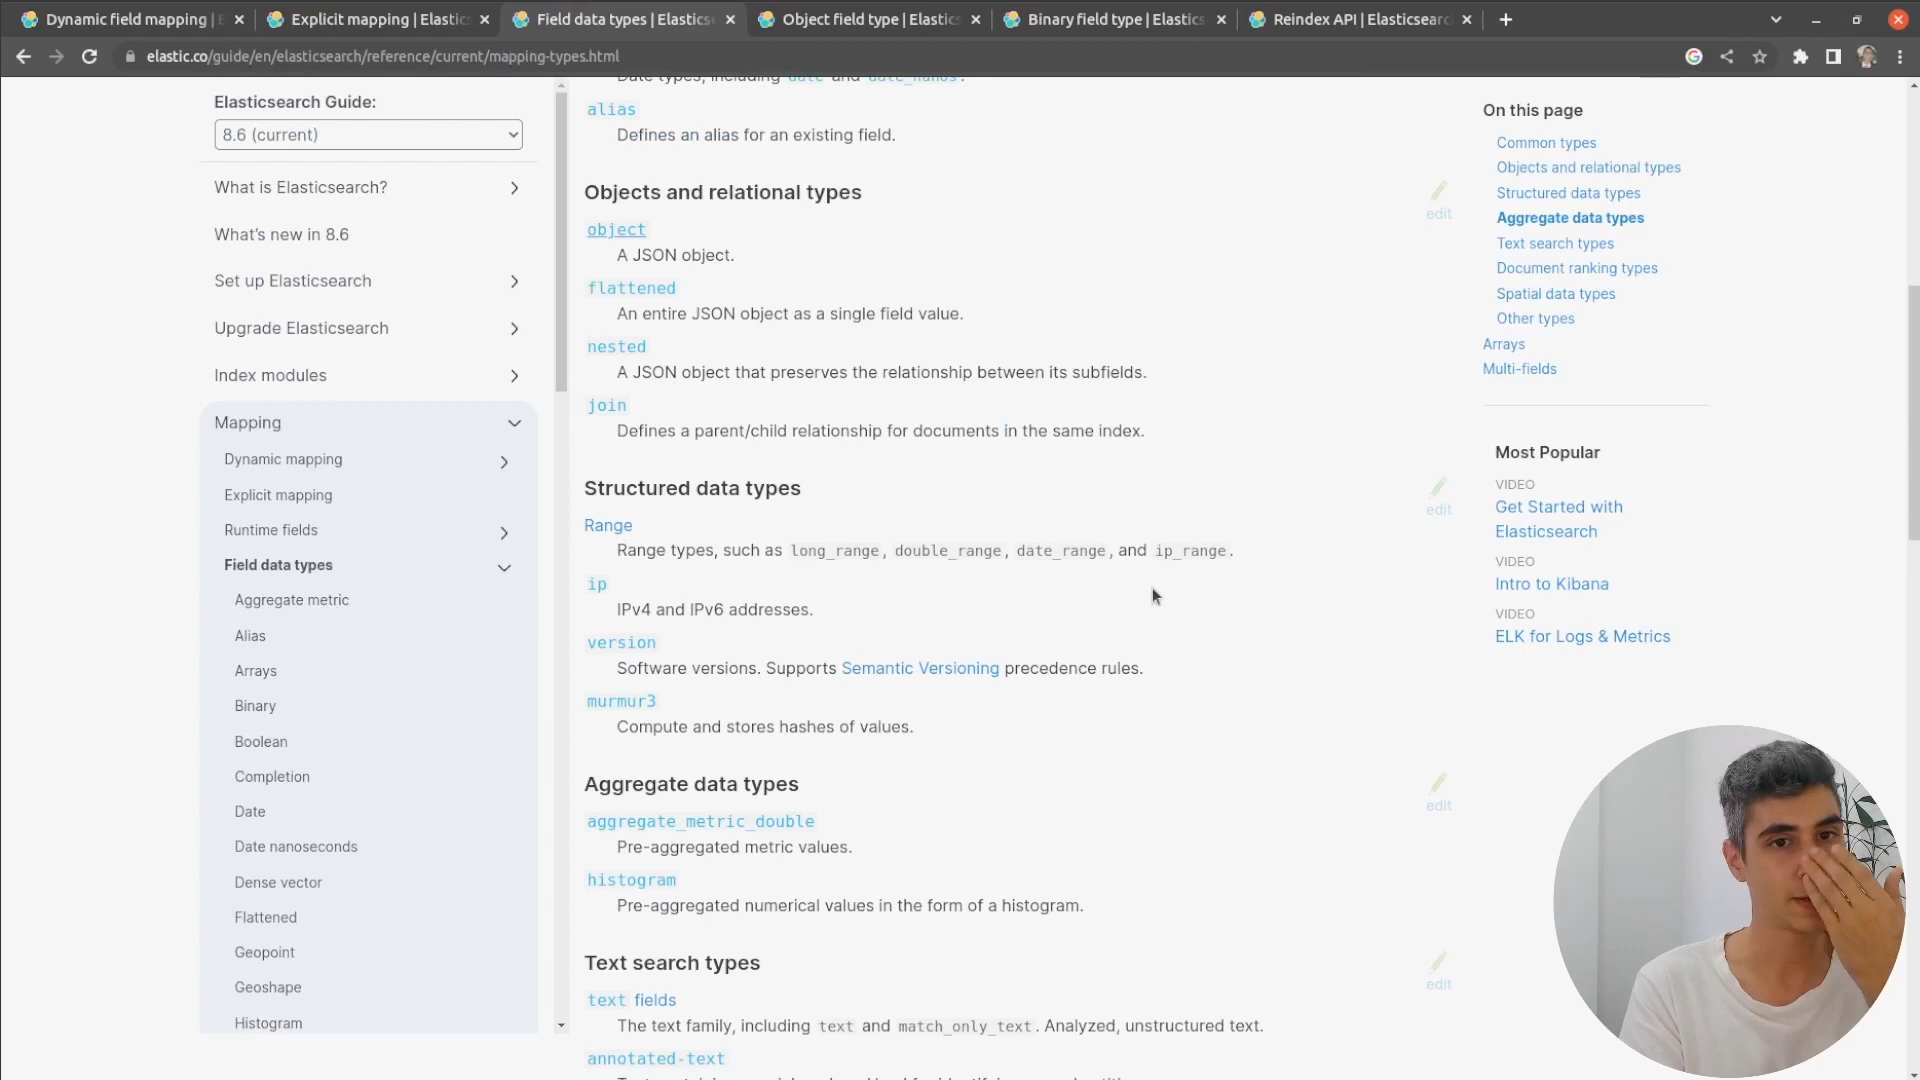 Dynamic field mapping |
Explicit mapping | Elastic
Field data types | Elastics
Object field type | Elastic
Binary field type | Elastics
Reindex API | Elasticsearc
elastic.co/guide/en/elasticsearch/reference/current/mapping-types.html
Elasticsearch Guide:
8.6 (current)
What is Elasticsearch?
What's new in 8.6
Set up Elasticsearch
Upgrade Elasticsearch
Index modules
Mapping
Dynamic mapping
Explicit mapping
Runtime fields
Field data types
Aggregate metric
Alias
Arrays
Binary
Boolean
Completion
Date
Date nanoseconds
Dense vector
Flattened
Geopoint
Geoshape
Histogram
Date types, including date and date_nanos.
alias
Defines an alias for an existing field.
Objects and relational types
edit
object
A JSON object.
flattened
An entire JSON object as a single field value.
nested
A JSON object that preserves the relationship between its subfields.
join
Defines a parent/child relationship for documents in the same index.
Structured data types
edit
Range
Range types, such as long_range, double_range, date_range, and ip_range.
ip
IPv4 and IPv6 addresses.
version
Software versions. Supports Semantic Versioning precedence rules.
murmur3
Compute and stores hashes of values.
Aggregate data types
edit
aggregate_metric_double
Pre-aggregated metric values.
histogram
Pre-aggregated numerical values in the form of a histogram.
Text search types
edit
text fields
The text family, including text and match_only_text. Analyzed, unstructured text.
annotated-text
On this page
Common types
Objects and relational types
Structured data types
Aggregate data types
Text search types
Document ranking types
Spatial data types
Other types
Arrays
Multi-fields
Most Popular
VIDEO
Get Started with
Elasticsearch
VIDEO
Intro to Kibana
VIDEO
ELK for Logs & Metrics